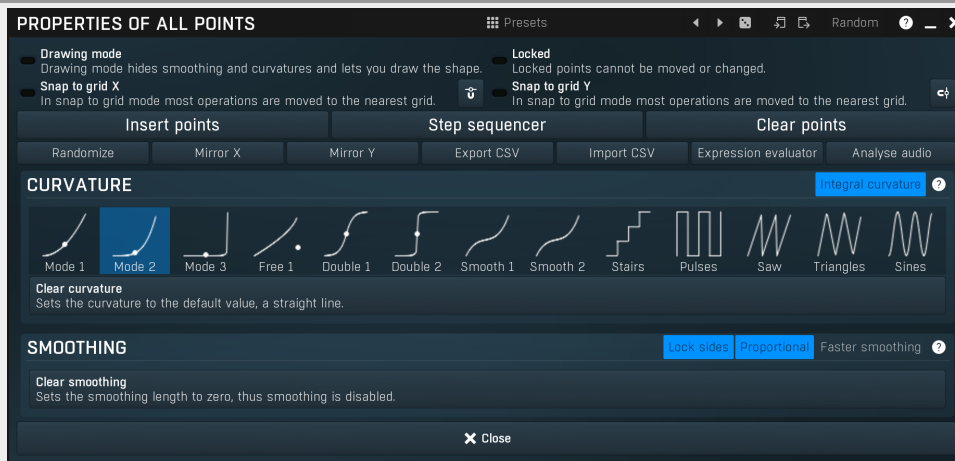 PROPERTIES OF ALL POINTS Presets Random ?
Drawing mode
Drawing mode hides smoothing and curvatures and lets you draw the shape.
Locked
Locked points cannot be moved or changed.
Snap to grid X
In snap to grid mode most operations are moved to the nearest grid.
Snap to grid Y
In snap to grid mode most operations are moved to the nearest grid.
Insert points Step sequencer Clear points
Randomize Mirror X Mirror Y Export CSV Import CSV Expression evaluator Analyse audio
CURVATURE Integral curvature ?
Mode 1 Mode 2 Mode 3 Free 1 Double 1 Double 2 Smooth 1 Smooth 2 Stairs Pulses Saw Triangles Sines
Clear curvature
Sets the curvature to the default value, a straight line.
SMOOTHING Lock sides Proportional Faster smoothing ?
Clear smoothing
Sets the smoothing length to zero, thus smoothing is disabled.
Close